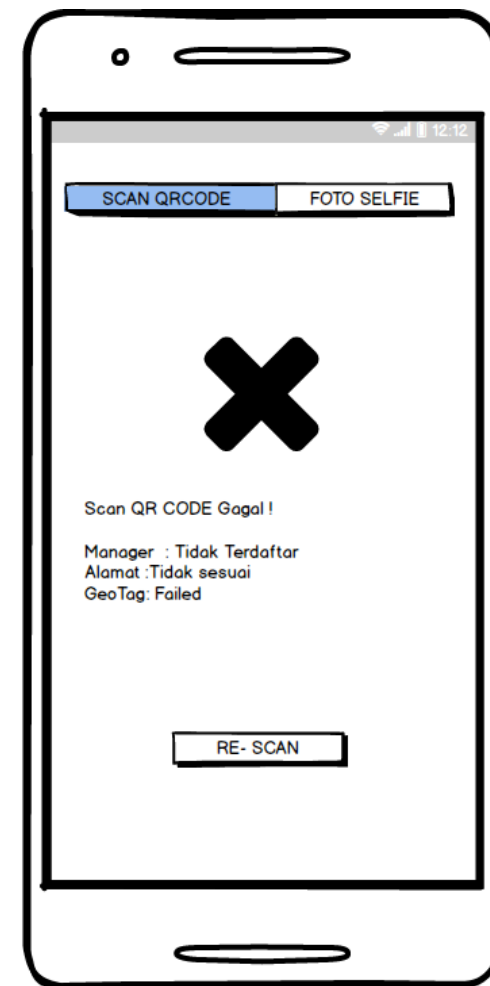 12:12
SCAN QRCODE FOTO SELFIE
Scan QR CODE Gagal !
Manager : Tidak Terdaftar
Alamat :Tidak sesuai
GeoTag: Failed
RE- SCAN